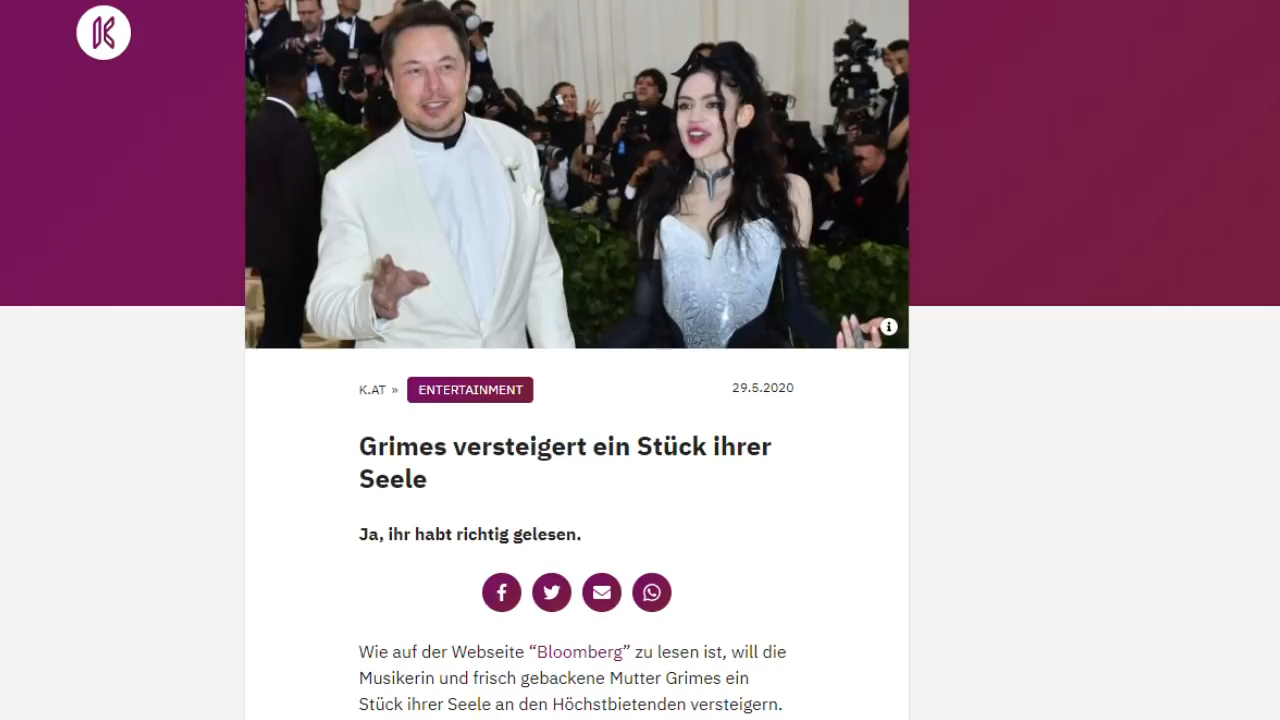 K.AT »
ENTERTAINMENT
29.5.2020
Grimes versteigert ein Stück ihrer
Seele
Ja, ihr habt richtig gelesen.
Wie auf der Webseite “Bloomberg” zu lesen ist, will die
Musikerin und frisch gebackene Mutter Grimes ein
Stück ihrer Seele an den Höchstbietenden versteigern.